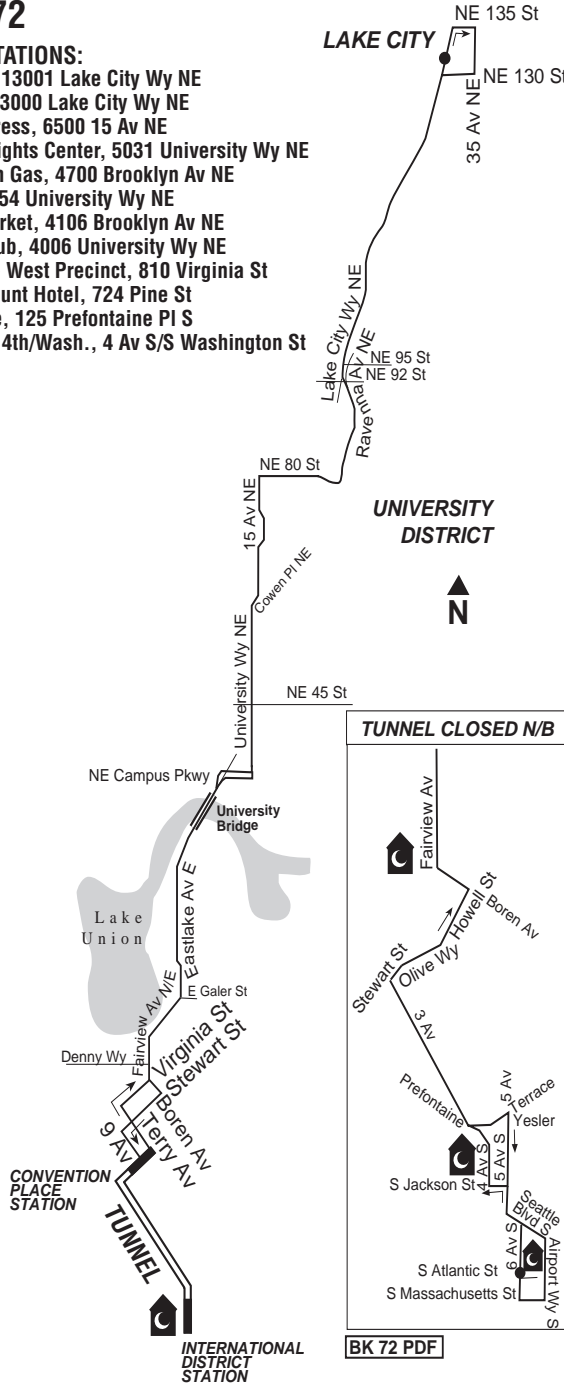 72
TATIONS:
13001 Lake City Wy NE
3000 Lake City Wy NE
ress, 6500 15 Av NE
ights Center, 5031 University Wy NE
n Gas, 4700 Brooklyn Av NE
54 University Wy NE
rket, 4106 Brooklyn Av NE
ub, 4006 University Wy NE
West Precinct, 810 Virginia St
unt Hotel, 724 Pine St
e, 125 Prefontaine Pl S
4th/Wash., 4 Av S/S Washington St
NE 135 St
LAKE CITY
NE 130 St
35 Av NE
Lake City Wy NE
NE 95 St
NE 92 St
Ravenna Av NE
NE 80 St
15 Av NE
UNIVERSITY
DISTRICT
Cowen Pl NE
N
University Wy NE
NE 45 St
NE Campus Pkwy
University
Bridge
Lake
Union
Eastlake Av E
Fairview Av N/E
E Galer St
Denny Wy
Virginia St
Stewart St
Boren Av
Terry Av
9 Av
CONVENTION
PLACE
STATION
TUNNEL
INTERNATIONAL
DISTRICT
STATION
TUNNEL CLOSED N/B
Fairview Av
Howell St
Boren Av
Olive Wy
Stewart St
3 Av
Prefontaine
5 Av
Terrace
Yesler
4 Av S
5 Av S
S Jackson St
Seattle
Blvd S
6 Av S
Airport Wy S
S Atlantic St
S Massachusetts St
BK 72 PDF